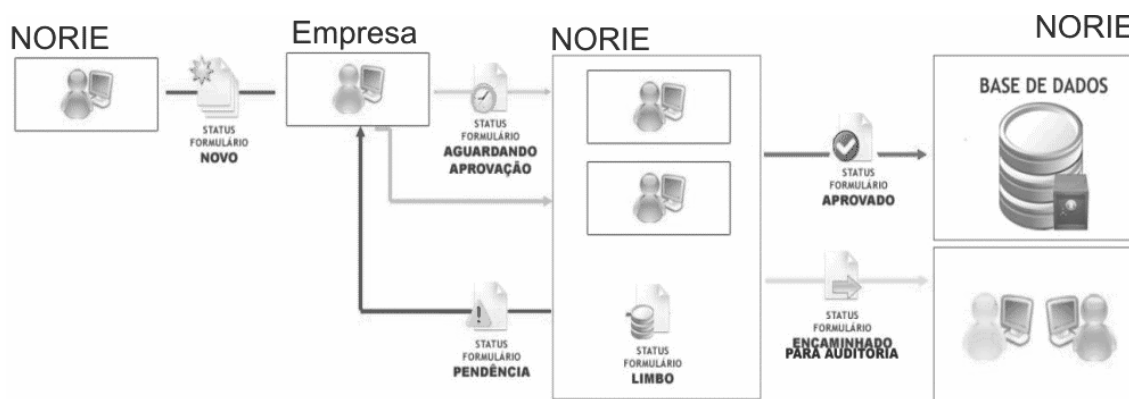 NORIE
Empresa
NORIE
NORIE
STATUS
FORMULÁRIO
NOVO
STATUS
FORMULÁRIO
AGUARDANDO
APROVAÇÃO
STATUS
FORMULÁRIO
PENDÊNCIA
STATUS
FORMULÁRIO
LIMBO
STATUS
FORMULÁRIO
APROVADO
STATUS
FORMULÁRIO
ENCAMINHADO
PARA AUDITORIA
BASE DE DADOS